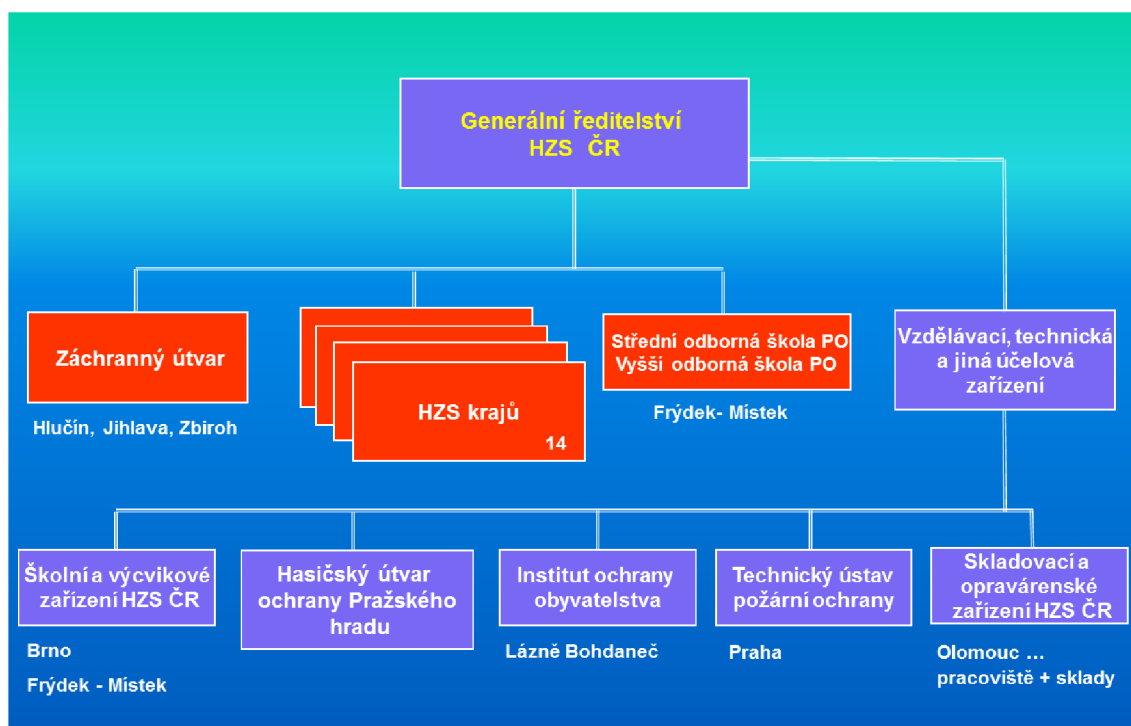 Generální ředitelství
HZS ČR
Záchranný útvar
Hlučín, Jihlava, Zbiroh
HZS krajů
14
Střední odborná škola PO
Vyšší odborná škola PO
Frýdek- Místek
Vzdělávací, technická
a jiná účelová
zařízení
Školní a výcvikové
zařízení HZS ČR
Brno
Frýdek - Místek
Hasičský útvar
ochrany Pražského
hradu
Institut ochrany
obyvatelstva
Lázně Bohdaneč
Technický ústav
požární ochrany
Praha
Skladovací a
opravárenské
zařízení HZS ČR
Olomouc ...
pracoviště + sklady